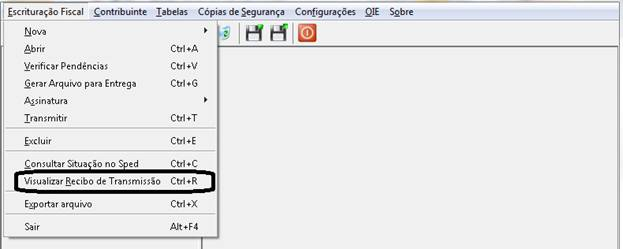 Escrituração Fiscal Contribuinte Tabelas Cópias de Segurança Configurações OIE Sobre
Nova
Abrir Ctrl+A
Verificar Pendências Ctrl+V
Gerar Arquivo para Entrega Ctrl+G
Assinatura
Transmitir Ctrl+T
Excluir Ctrl+E
Consultar Situação no Sped Ctrl+C
Visualizar Recibo de Transmissão Ctrl+R
Exportar arquivo Ctrl+X
Sair Alt+F4